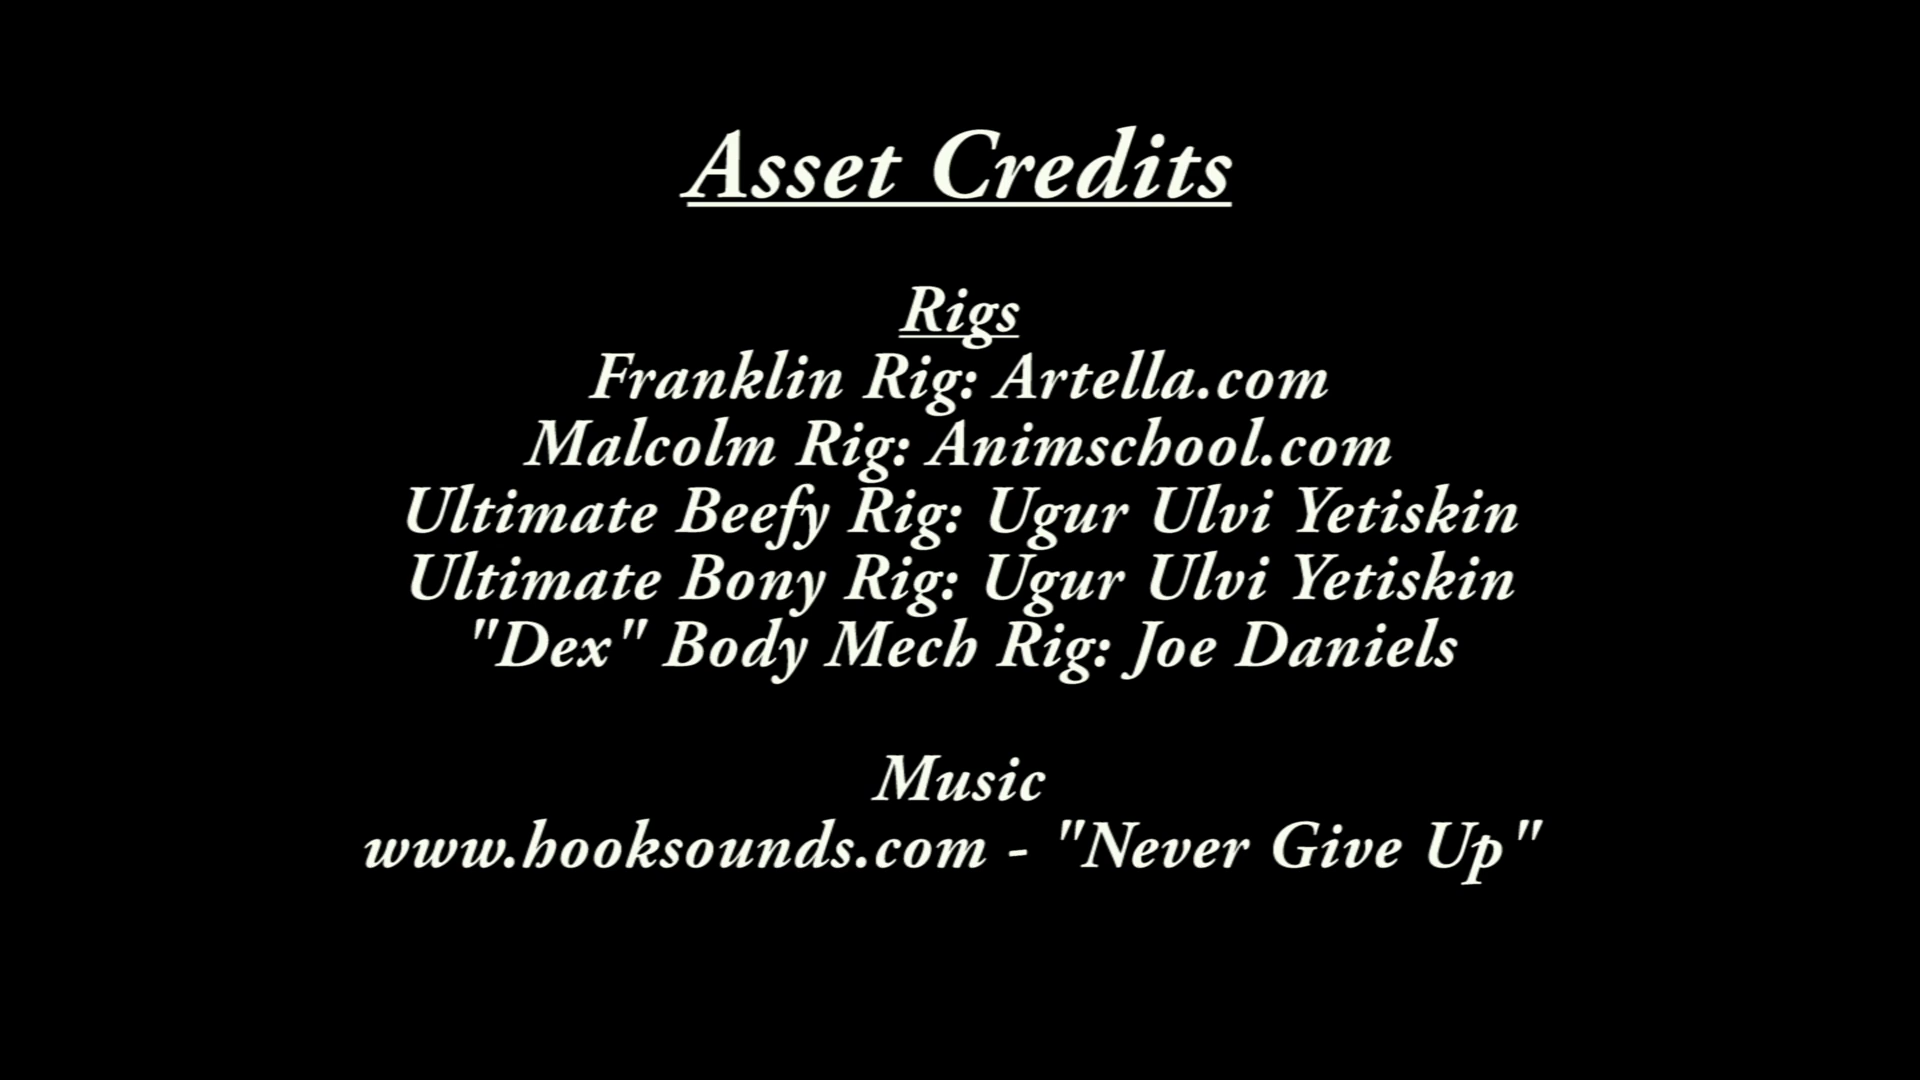 Asset Credits
Rigs
Franklin Rig: Artella.com
Malcolm Rig: Animschool.com
Ultimate Beefy Rig: Ugur Ulvi Yetiskin
Ultimate Bony Rig: Ugur Ulvi Yetiskin
"Dex" Body Mech Rig: Joe Daniels
Music
www.hooksounds.com - "Never Give Up"